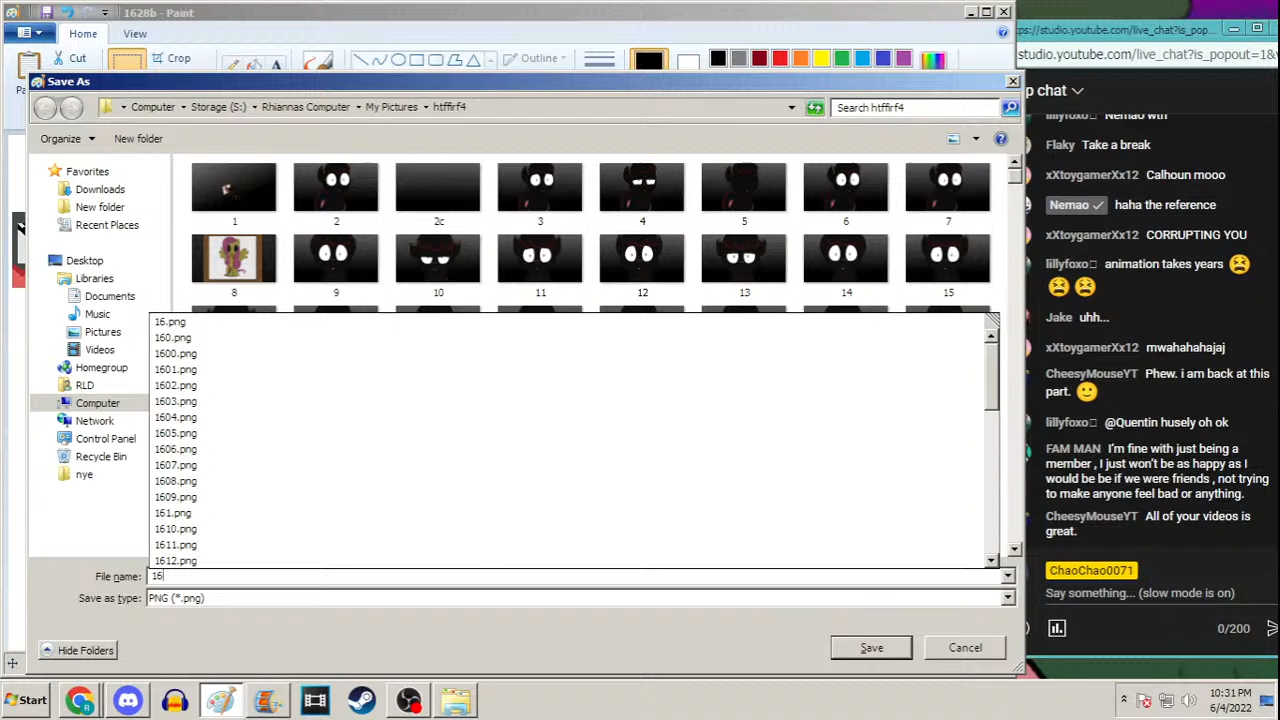 1628b - Paint
Home
View
Cut
Crop
Outline
studio.youtube.com/live_chat?is_pop...
studio.youtube.com/live_chat?is_popout=1&
Save As
Computer
Storage (S:)
Rhiannas Computer
My Pictures
htffirf4
Search htffirf4
Organize
New folder
p chat
Favorites
Downloads
New folder
Recent Places
Desktop
Libraries
Documents
Music
Pictures
Videos
Homegroup
RLD
Computer
Network
Control Panel
Recycle Bin
nye
1
2
2c
3
4
5
6
7
8
9
10
11
12
13
14
15
16.png
160.png
1600.png
1601.png
1602.png
1603.png
1604.png
1605.png
1606.png
1607.png
1608.png
1609.png
161.png
1610.png
1611.png
1612.png
File name:
16
Save as type:
PNG (*.png)
Hide Folders
Save
Cancel
lillyfoxo Nemao wth
Flaky Take a break
xXtoygamerXx12 Calhoun mooo
Nemao haha the reference
xXtoygamerXx12 CORRUPTING YOU
lillyfoxo animation takes years 😫
😫 😫
Jake uhh...
xXtoygamerXx12 mwahahahajaj
CheesyMouseYT Phew. i am back at this
part. 🙂
lillyfoxo @Quentin husely oh ok
FAM MAN I'm fine with just being a
member , I just won't be as happy as I
would be be if we were friends , not trying
to make anyone feel bad or anything.
CheesyMouseYT All of your videos is
great.
ChaoChao0071
Say something... (slow mode is on)
0/200
Start
10:31 PM
6/4/2022